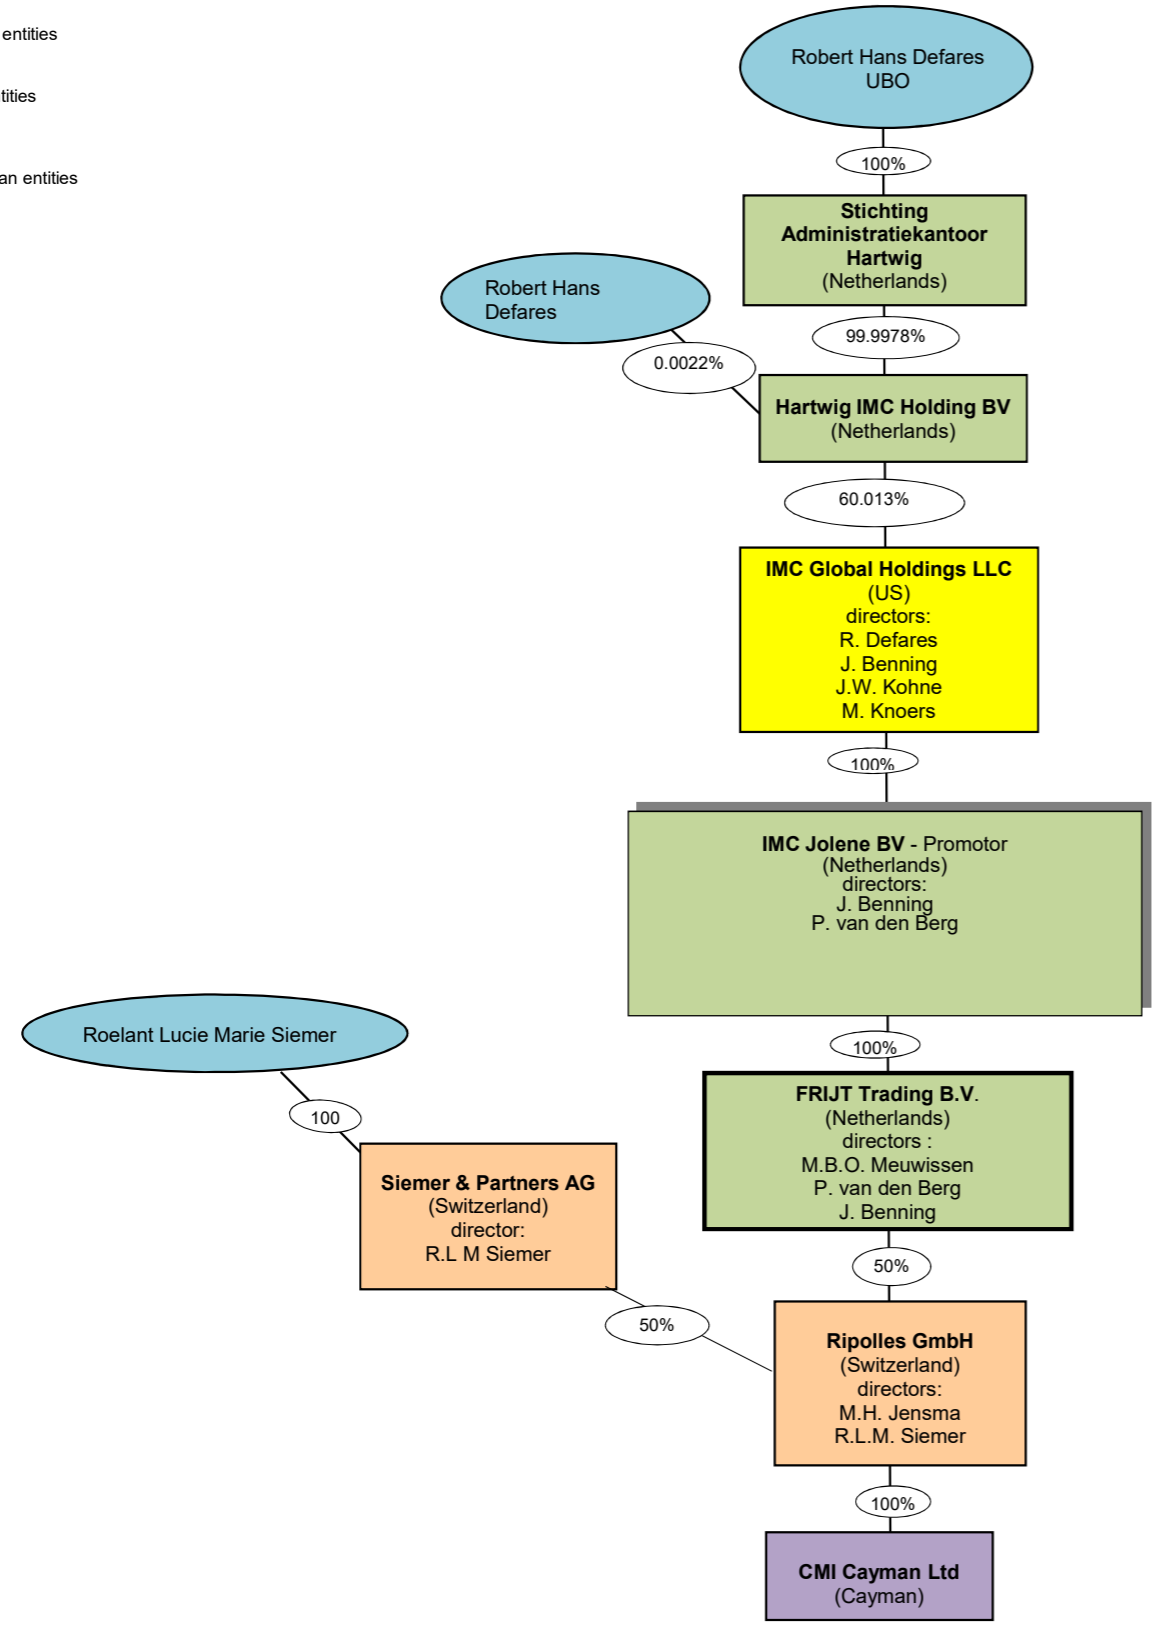 entities
tities
an entities
Robert Hans Defares
UBO
100%
Stichting
Administratiekantoor
Hartwig
(Netherlands)
Robert Hans
Defares
99.9978%
0.0022%
Hartwig IMC Holding BV
(Netherlands)
60.013%
IMC Global Holdings LLC
(US)
directors:
R. Defares
J. Benning
J.W. Kohne
M. Knoers
100%
IMC Jolene BV - Promotor
(Netherlands)
directors:
J. Benning
P. van den Berg
Roelant Lucie Marie Siemer
100%
100
FRIJT Trading B.V.
(Netherlands)
directors :
M.B.O. Meuwissen
P. van den Berg
J. Benning
Siemer & Partners AG
(Switzerland)
director:
R.L M Siemer
50%
50%
Ripolles GmbH
(Switzerland)
directors:
M.H. Jensma
R.L.M. Siemer
100%
CMI Cayman Ltd
(Cayman)